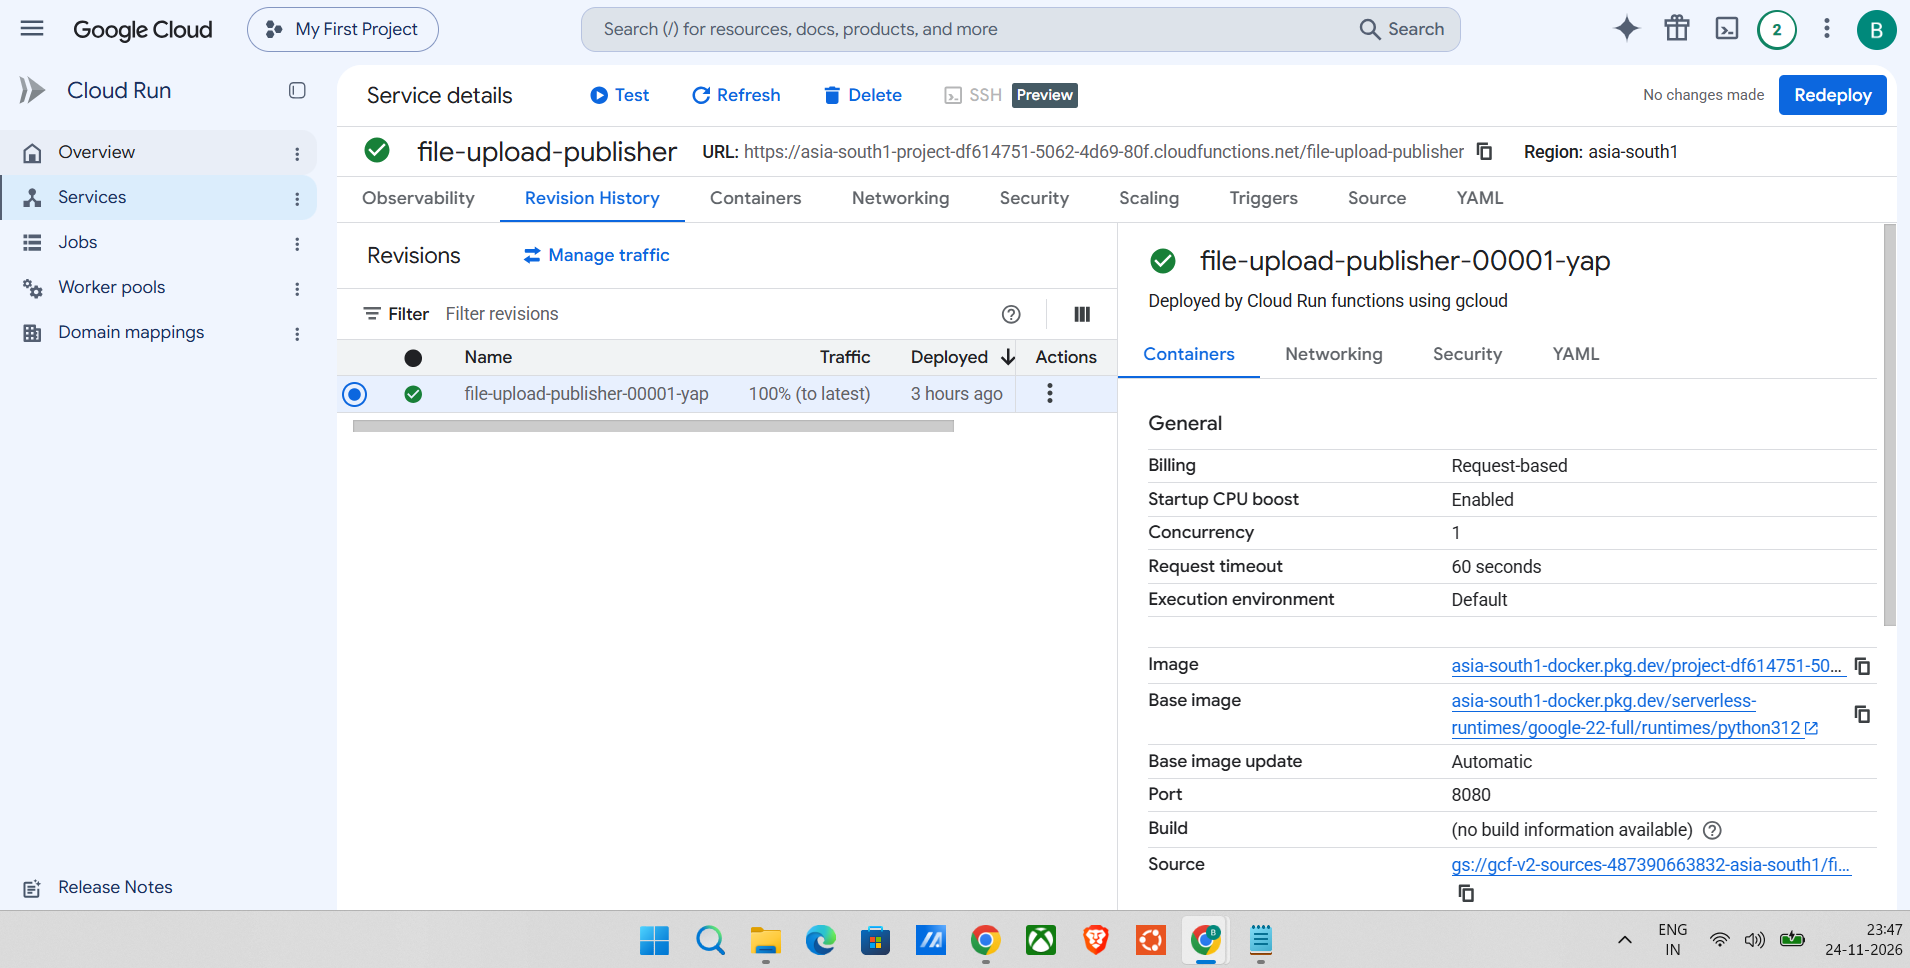 Google Cloud
My First Project
Search (/) for resources, docs, products, and more
Search
2
B
Cloud Run
Overview
Services
Jobs
Worker pools
Domain mappings
Release Notes
Service details
Test
Refresh
Delete
SSH
Preview
No changes made
Redeploy
file-upload-publisher
URL: https://asia-south1-project-df614751-5062-4d69-80f.cloudfunctions.net/file-upload-publisher
Region: asia-south1
Observability
Revision History
Containers
Networking
Security
Scaling
Triggers
Source
YAML
Revisions
Manage traffic
Filter
Filter revisions
Name
Traffic
Deployed
Actions
file-upload-publisher-00001-yap
100% (to latest)
3 hours ago
file-upload-publisher-00001-yap
Deployed by Cloud Run functions using gcloud
Containers
Networking
Security
YAML
General
Billing
Request-based
Startup CPU boost
Enabled
Concurrency
1
Request timeout
60 seconds
Execution environment
Default
Image
asia-south1-docker.pkg.dev/project-df614751-50...
Base image
asia-south1-docker.pkg.dev/serverless-
runtimes/google-22-full/runtimes/python312
Base image update
Automatic
Port
8080
Build
(no build information available)
Source
gs://gcf-v2-sources-487390663832-asia-south1/fi...
B
ENG
IN
23:47
24-11-2026